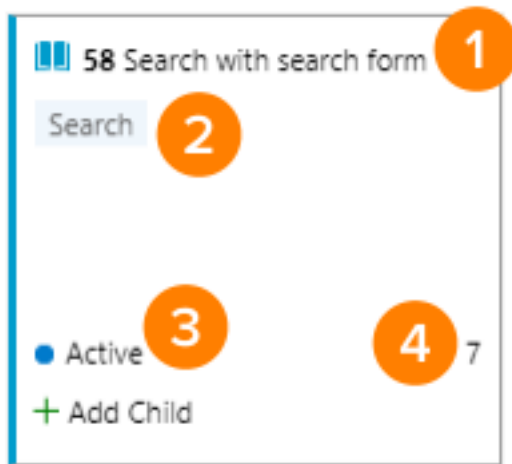 58 Search with search form 1
Search 2
3
Active 4 7
+ Add Child